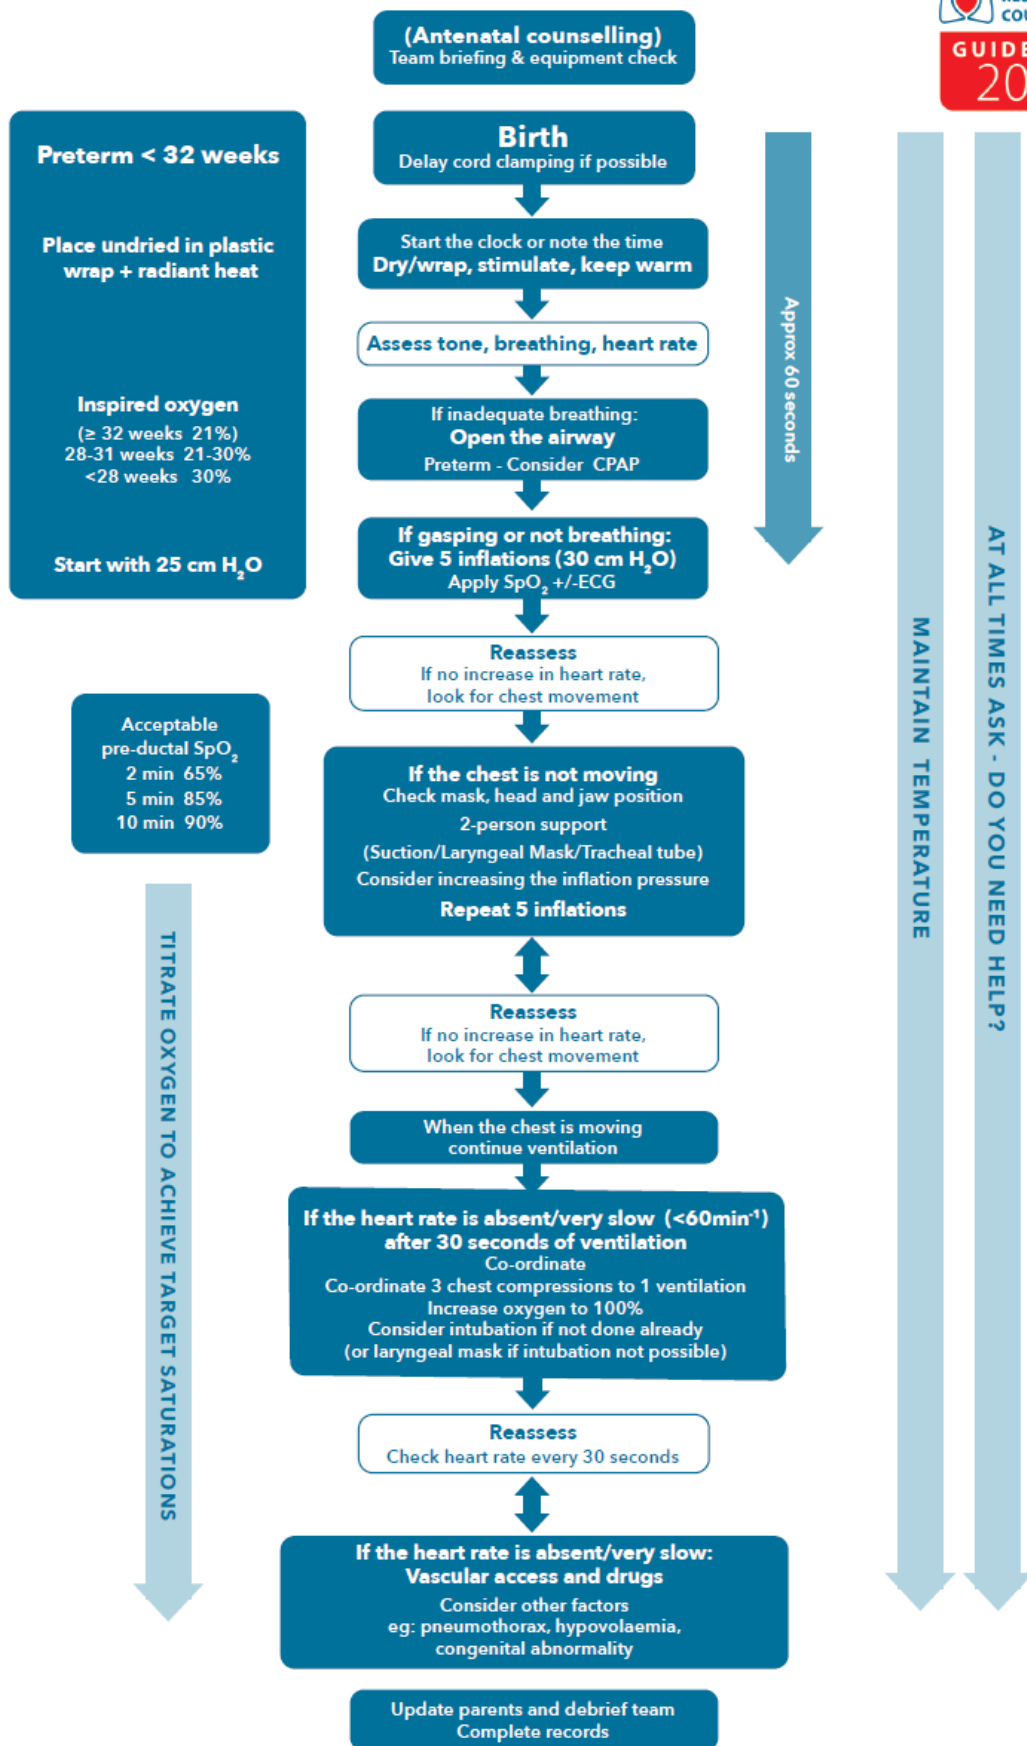 (Antenatal counselling)
Team briefing & equipment check
GUIDE
20
Birth
Delay cord clamping if possible
Start the clock or note the time
Dry/wrap, stimulate, keep warm
Assess tone, breathing, heart rate
If inadequate breathing:
Open the airway
Preterm - Consider CPAP
If gasping or not breathing:
Give 5 inflations (30 cm H₂O)
Apply SpO₂ +/-ECG
Approx 60 seconds
Preterm < 32 weeks
Place undried in plastic
wrap + radiant heat
Inspired oxygen
(≥ 32 weeks 21%)
28-31 weeks 21-30%
<28 weeks 30%
Start with 25 cm H₂O
Reassess
If no increase in heart rate,
look for chest movement
Acceptable
pre-ductal SpO₂
2 min 65%
5 min 85%
10 min 90%
If the chest is not moving
Check mask, head and jaw position
2-person support
(Suction/Laryngeal Mask/Tracheal tube)
Consider increasing the inflation pressure
Repeat 5 inflations
Reassess
If no increase in heart rate,
look for chest movement
When the chest is moving
continue ventilation
If the heart rate is absent/very slow (<60min⁻¹)
after 30 seconds of ventilation
Co-ordinate
Co-ordinate 3 chest compressions to 1 ventilation
Increase oxygen to 100%
Consider intubation if not done already
(or laryngeal mask if intubation not possible)
Reassess
Check heart rate every 30 seconds
If the heart rate is absent/very slow:
Vascular access and drugs
Consider other factors
eg: pneumothorax, hypovolaemia,
congenital abnormality
Update parents and debrief team
Complete records
TITRATE OXYGEN TO ACHIEVE TARGET SATURATIONS
MAINTAIN TEMPERATURE
AT ALL TIMES ASK - DO YOU NEED HELP?